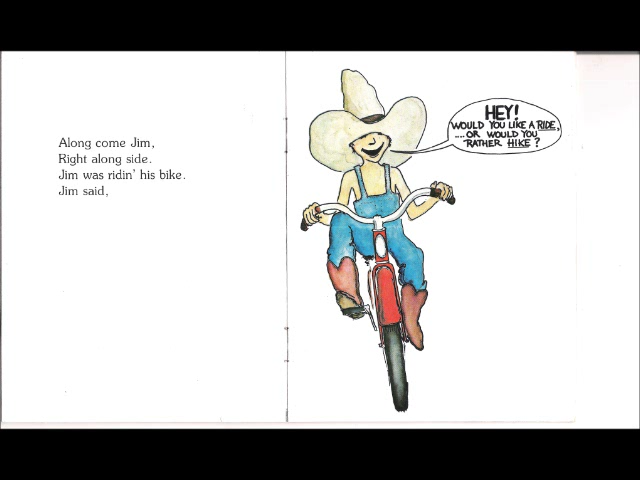 Along come Jim,
Right along side.
Jim was ridin' his bike.
Jim said,
HEY!
WOULD YOU LIKE A RIDE,
.... OR WOULD YOU
RATHER HIKE ?